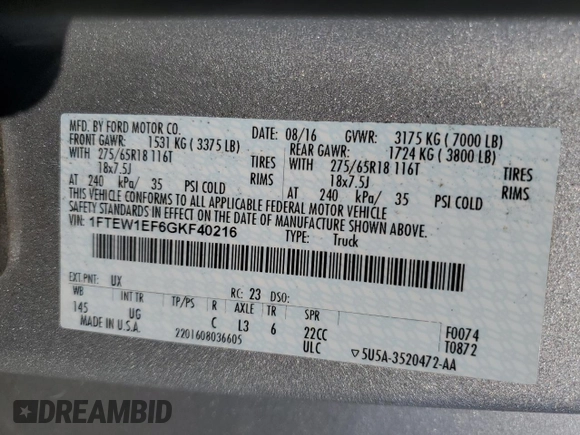 MFD. BY FORD MOTOR CO.
DATE: 08/16 GVWR: 3175 KG ( 7000 LB)
FRONT GAWR: 1531 KG ( 3375 LB) REAR GAWR: 1724 KG ( 3800 LB)
WITH 275/65R18 116T TIRES WITH 275/65R18 116T TIRES
18x7.5J RIMS 18x7.5J RIMS
AT 240 kPa/ 35 PSI COLD AT 240 kPa/ 35 PSI COLD
THIS VEHICLE CONFORMS TO ALL APPLICABLE FEDERAL MOTOR VEHICLE
SAFETY STANDARDS IN EFFECT ON THE DATE OF MANUFACTURE SHOWN ABOVE.
VIN: 1FTEW1EF6GKF40216 TYPE: Truck
EXT PNT: UX RC: 23 DSO:
WB INT TR TP/PS R AXLE TR SPR
145 UG C L3 6 22CC F0074
MADE IN U.S.A. 2201608036605 ULC T0872
▽5U5A-3520472-AA
DREAMBID